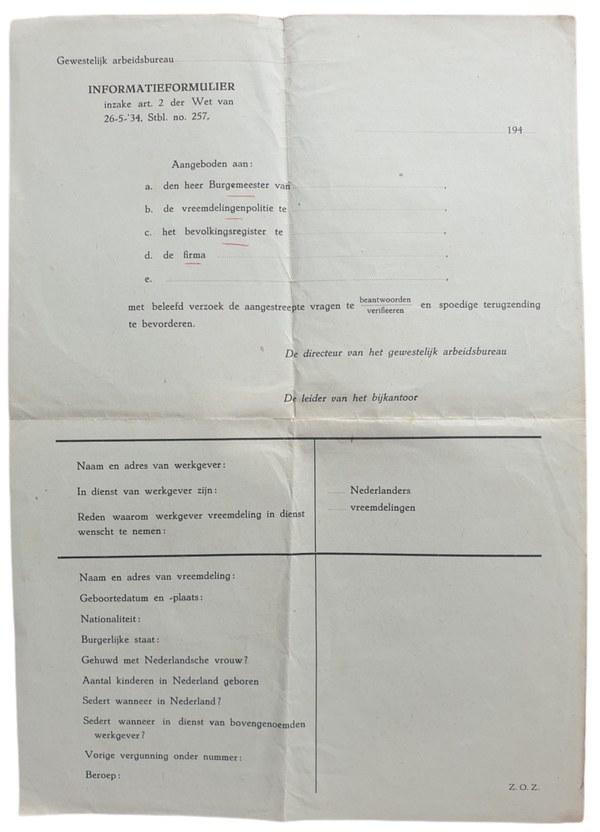 Gewestelijk arbeidsbureau
INFORMATIEFORMULIER
inzake art. 2 der Wet van
26-5-'34, Stbl. no. 257.
194
Aangeboden aan:
a. den heer Burgemeester van
b. de vreemdelingenpolitie te
c. het bevolkingsregister te
d. de firma
e.
met beleefd verzoek de aangestreepte vragen te beantwoorden verifieeren en spoedige terugzending
te bevorderen.
De directeur van het gewestelijk arbeidsbureau
De leider van het bijkantoor
Naam en adres van werkgever:
In dienst van werkgever zijn: Nederlanders
vreemdelingen
Reden waarom werkgever vreemdeling in dienst
wenscht te nemen:
Naam en adres van vreemdeling:
Geboortedatum en -plaats:
Nationaliteit:
Burgerlijke staat:
Gehuwd met Nederlandsche vrouw?
Aantal kinderen in Nederland geboren
Sedert wanneer in Nederland?
Sedert wanneer in dienst van bovengenoemden
werkgever?
Vorige vergunning onder nummer:
Beroep:
Z. O. Z.